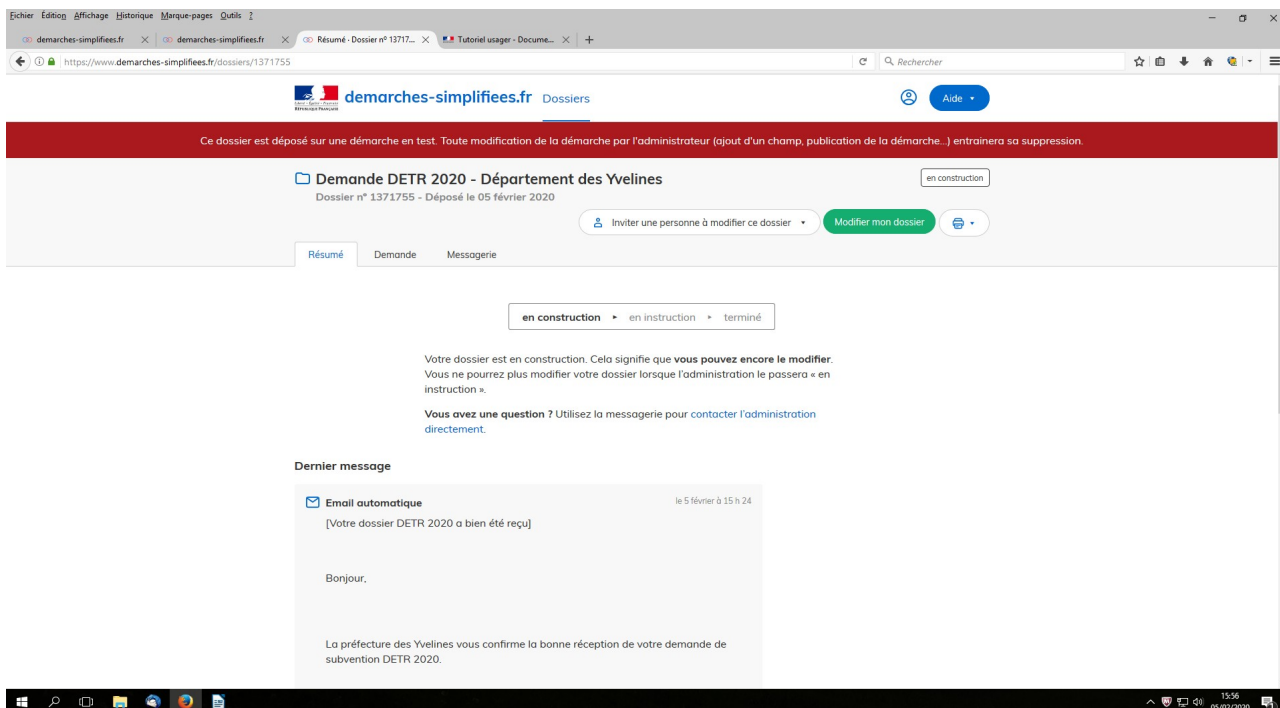 Fichier Édition Affichage Historique Marque-pages Outils ?
demarches-simplifiees.fr demarches-simplifiees.fr Résumé · Dossier nº 13717... Tutoriel usager - Docume...
https://www.demarches-simplifiees.fr/dossiers/1371755 Rechercher
demarches-simplifiees.fr Dossiers Aide
Ce dossier est déposé sur une démarche en test. Toute modification de la démarche par l'administrateur (ajout d'un champ, publication de la démarche...) entrainera sa suppression.
Demande DETR 2020 - Département des Yvelines en construction
Dossier nº 1371755 - Déposé le 05 février 2020
Inviter une personne à modifier ce dossier Modifier mon dossier
Résumé Demande Messagerie
en construction en instruction terminé
Votre dossier est en construction. Cela signifie que vous pouvez encore le modifier.
Vous ne pourrez plus modifier votre dossier lorsque l'administration le passera « en
instruction ».
Vous avez une question ? Utilisez la messagerie pour contacter l'administration
directement.
Dernier message
Email automatique le 5 février à 15 h 24
[Votre dossier DETR 2020 a bien été reçu]
Bonjour,
La préfecture des Yvelines vous confirme la bonne réception de votre demande de
subvention DETR 2020.
15:56
05/02/2020